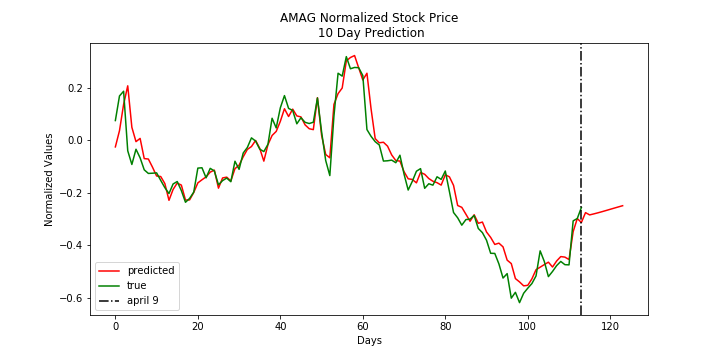 AMAG Normalized Stock Price
10 Day Prediction
Normalized Values
0.2
0.0
−0.2
−0.4
−0.6
predicted
true
april 9
0 20 40 60 80 100 120
Days